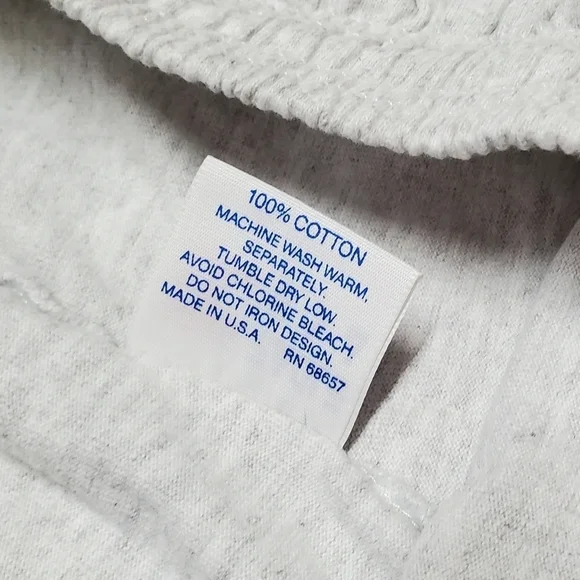 100% COTTON
MACHINE WASH WARM,
SEPARATELY.
TUMBLE DRY LOW.
AVOID CHLORINE BLEACH.
DO NOT IRON DESIGN.
MADE IN U.S.A. RN 68657